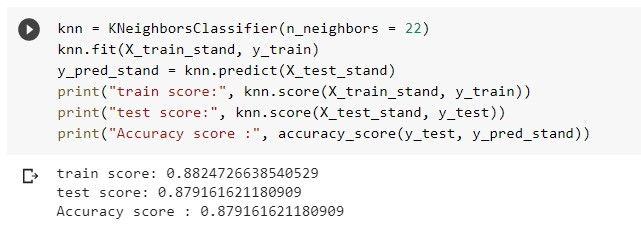 knn = KNeighborsClassifier(n_neighbors = 22)
knn.fit(X_train_stand, y_train)
y_pred_stand = knn.predict(X_test_stand)
print("train score:", knn.score(X_train_stand, y_train))
print("test score:", knn.score(X_test_stand, y_test))
print("Accuracy score :", accuracy_score(y_test, y_pred_stand))
train score: 0.8824726638540529
test score: 0.879161621180909
Accuracy score : 0.879161621180909